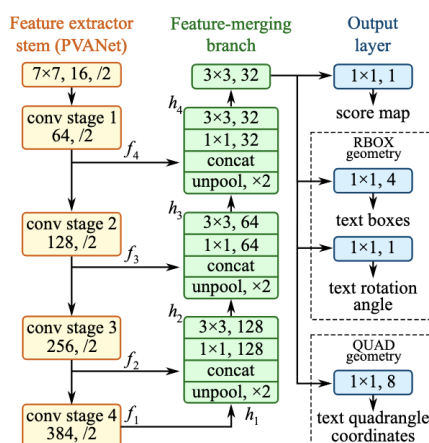 Feature extractor
stem (PVANet)
7×7, 16, /2
conv stage 1
64, /2
f4
conv stage 2
128, /2
f3
conv stage 3
256, /2
f2
conv stage 4
384, /2
f1
Feature-merging
branch
3×3, 32
h4
3×3, 32
1×1, 32
concat
unpool, ×2
h3
3×3, 64
1×1, 64
concat
unpool, ×2
h2
3×3, 128
1×1, 128
concat
unpool, ×2
h1
Output
layer
1×1, 1
score map
RBOX
geometry
1×1, 4
text boxes
1×1, 1
text rotation
angle
QUAD
geometry
1×1, 8
text quadrangle
coordinates